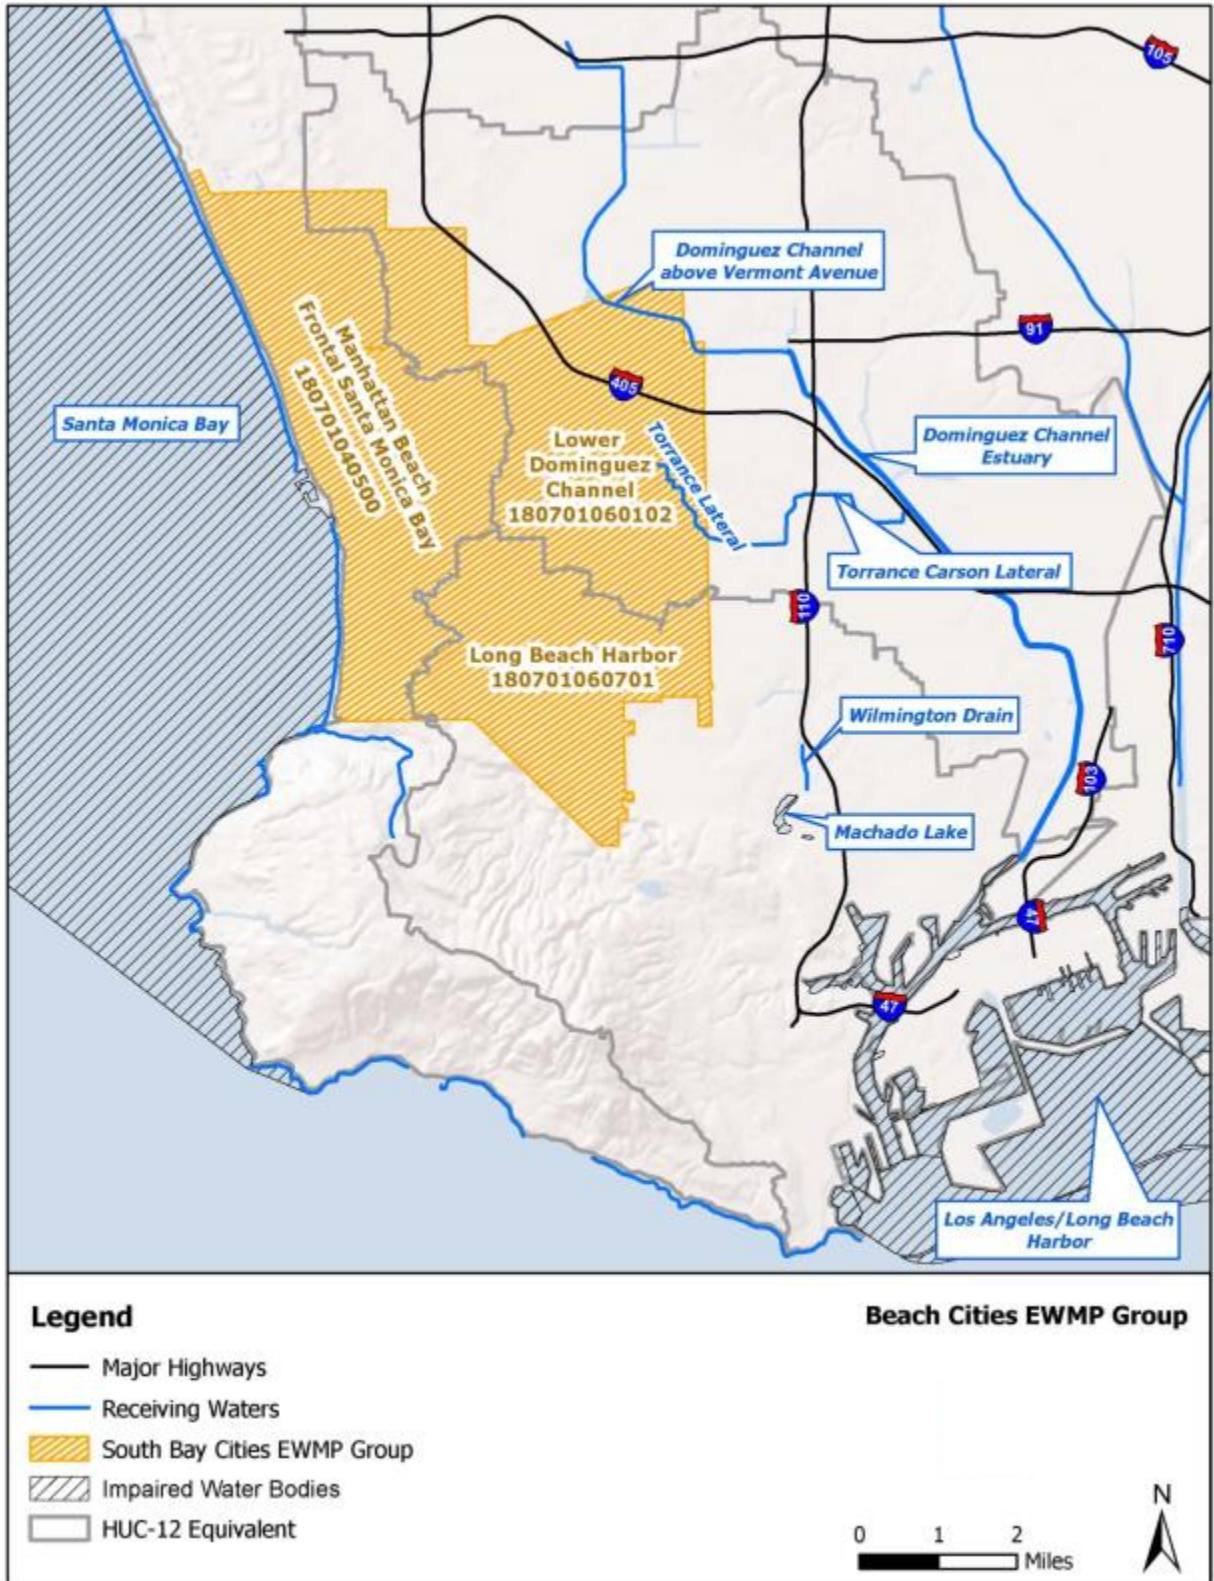 105
Dominguez Channel
above Vermont Avenue
91
405
Manhattan Beach
Frontal Santa Monica Bay
180701040500
Santa Monica Bay
Lower
Dominguez
Channel
180701060102
Torrance Lateral
Dominguez Channel
Estuary
Torrance Carson Lateral
110
710
Long Beach Harbor
180701060701
Wilmington Drain
103
Machado Lake
47
47
Los Angeles/Long Beach
Harbor
Legend
Beach Cities EWMP Group
Major Highways
Receiving Waters
South Bay Cities EWMP Group
Impaired Water Bodies
HUC-12 Equivalent
N
0 1 2
Miles